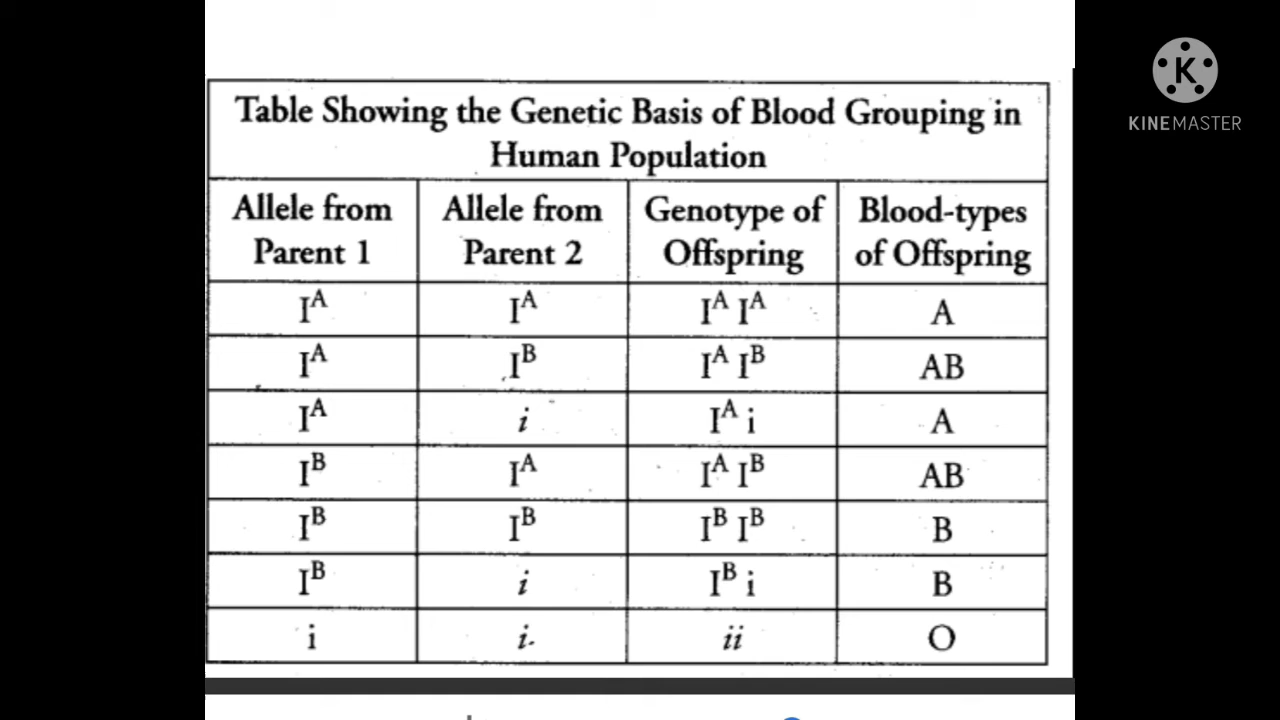 K
KINEMASTER
Table Showing the Genetic Basis of Blood Grouping in
Human Population
Allele from
Parent 1
Allele from
Parent 2
Genotype of
Offspring
Blood-types
of Offspring
Iᴬ Iᴬ Iᴬ Iᴬ A
Iᴬ Iᴮ Iᴬ Iᴮ AB
Iᴬ i Iᴬ i A
Iᴮ Iᴬ Iᴬ Iᴮ AB
Iᴮ Iᴮ Iᴮ Iᴮ B
Iᴮ i Iᴮ i B
i i ii O